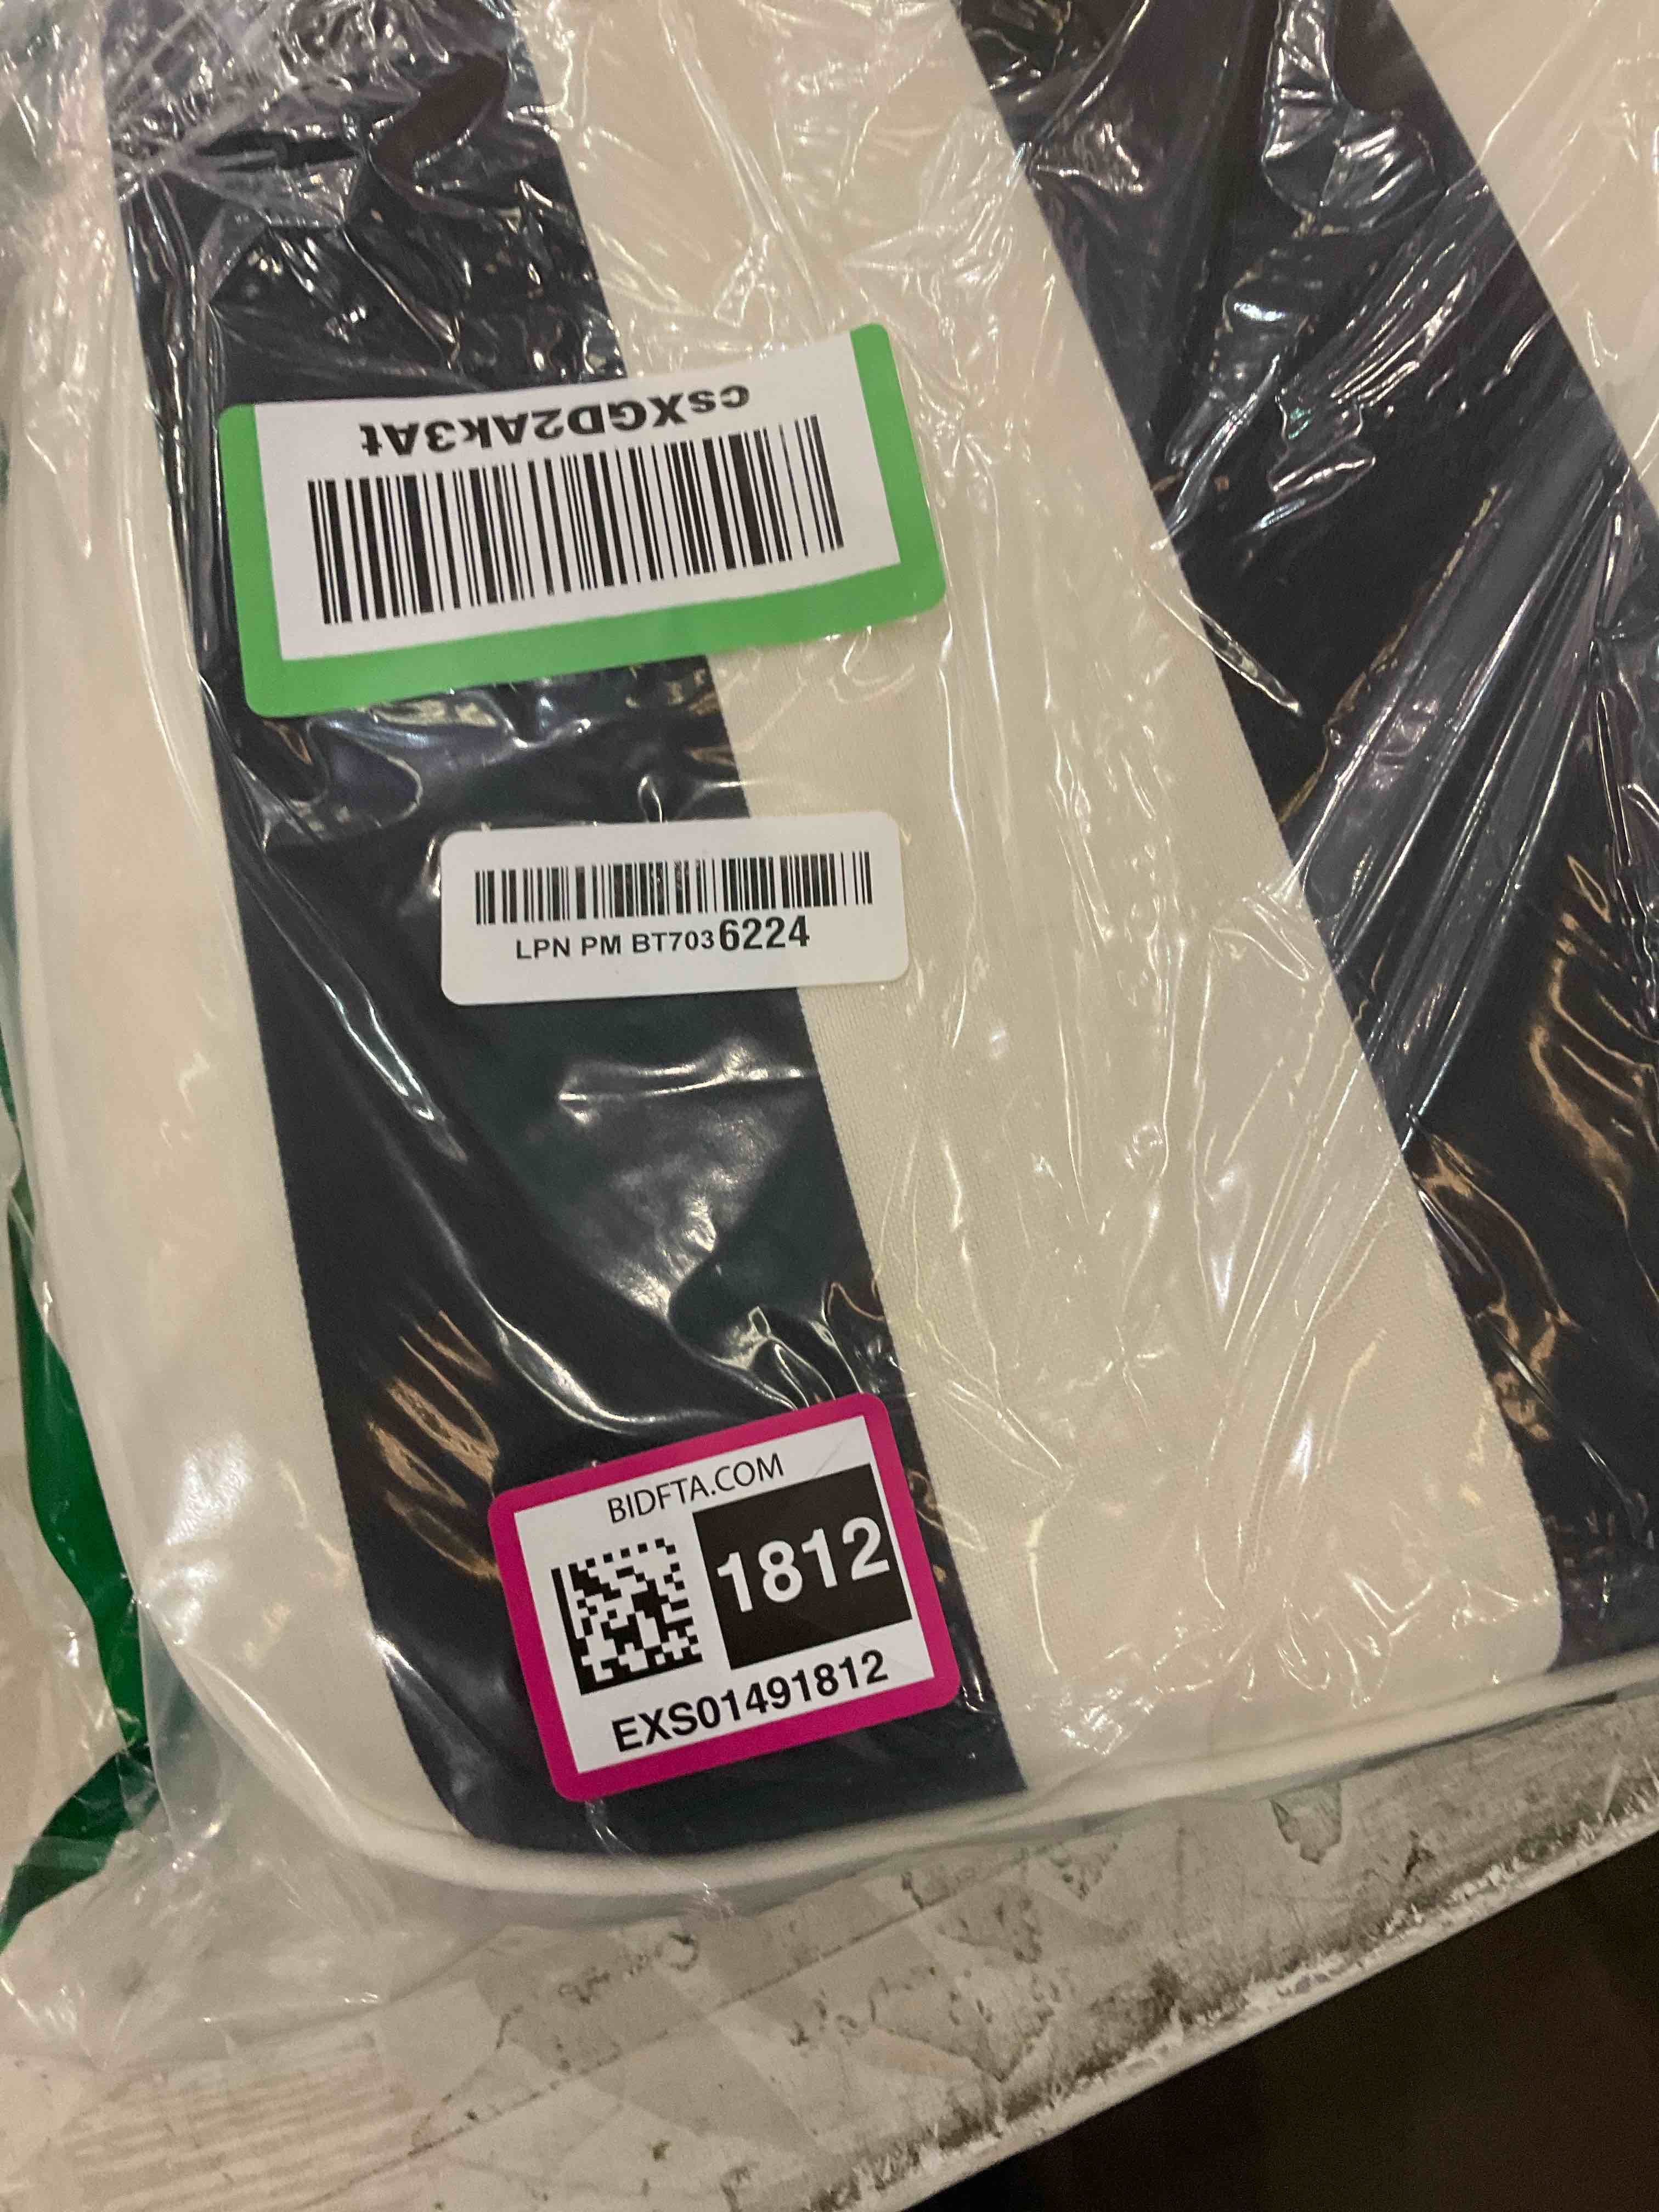 csXGD2Ak3At
LPN PM BT7036224
BIDFTA.COM
1812
EXS01491812